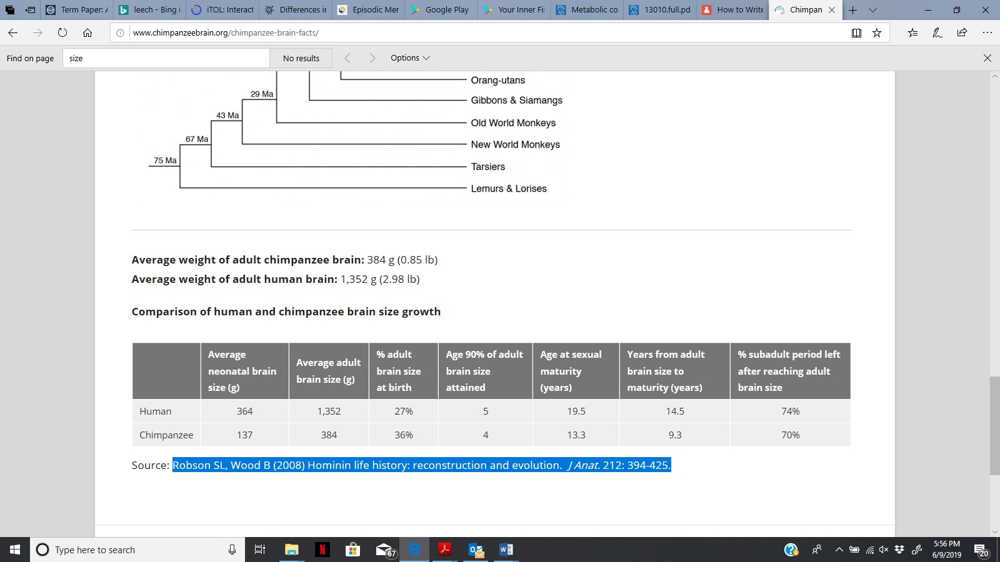 Term Paper: A
leech - Bing i
iTOL: Interact
Differences in
Episodic Mer
Google Play
Your Inner Fi
Metabolic co
13010.full.pd
How to Write
Chimpan
www.chimpanzeebrain.org/chimpanzee-brain-facts/
Find on page
size
No results
Options
Orang-utans
29 Ma
Gibbons & Siamangs
43 Ma
Old World Monkeys
67 Ma
New World Monkeys
75 Ma
Tarsiers
Lemurs & Lorises
Average weight of adult chimpanzee brain: 384 g (0.85 lb)
Average weight of adult human brain: 1,352 g (2.98 lb)
Comparison of human and chimpanzee brain size growth
Average neonatal brain size (g)
Average adult brain size (g)
% adult brain size at birth
Age 90% of adult brain size attained
Age at sexual maturity (years)
Years from adult brain size to maturity (years)
% subadult period left after reaching adult brain size
Human 364 1,352 27% 5 19.5 14.5 74%
Chimpanzee 137 384 36% 4 13.3 9.3 70%
Source: Robson SL, Wood B (2008) Hominin life history: reconstruction and evolution. J Anat. 212: 394-425.
Type here to search
67
5:56 PM
6/9/2019
20